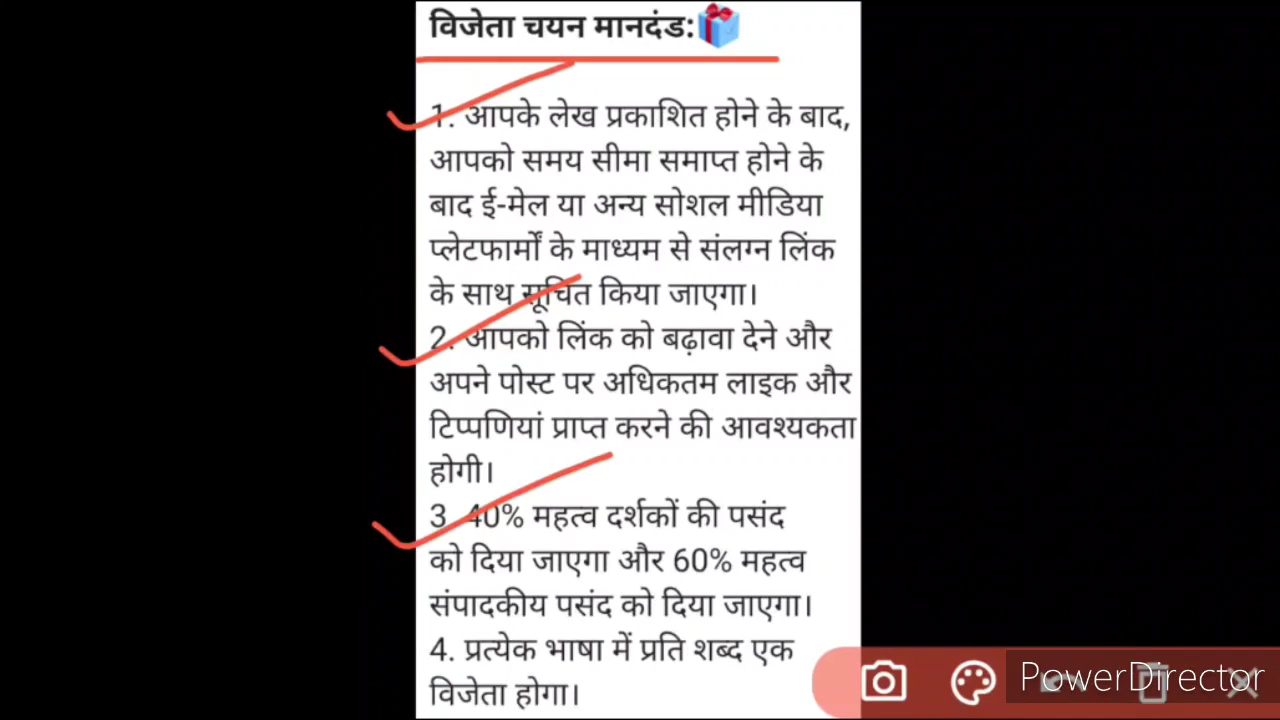 विजेता चयन मानदंड:
1. आपके लेख प्रकाशित होने के बाद,
आपको समय सीमा समाप्त होने के
बाद ई-मेल या अन्य सोशल मीडिया
प्लेटफार्मों के माध्यम से संलग्न लिंक
के साथ सूचित किया जाएगा।
2. आपको लिंक को बढ़ावा देने और
अपने पोस्ट पर अधिकतम लाइक और
टिप्पणियां प्राप्त करने की आवश्यकता
होगी।
3. 40% महत्व दर्शकों की पसंद
को दिया जाएगा और 60% महत्व
संपादकीय पसंद को दिया जाएगा।
4. प्रत्येक भाषा में प्रति शब्द एक
विजेता होगा।
PowerDirector